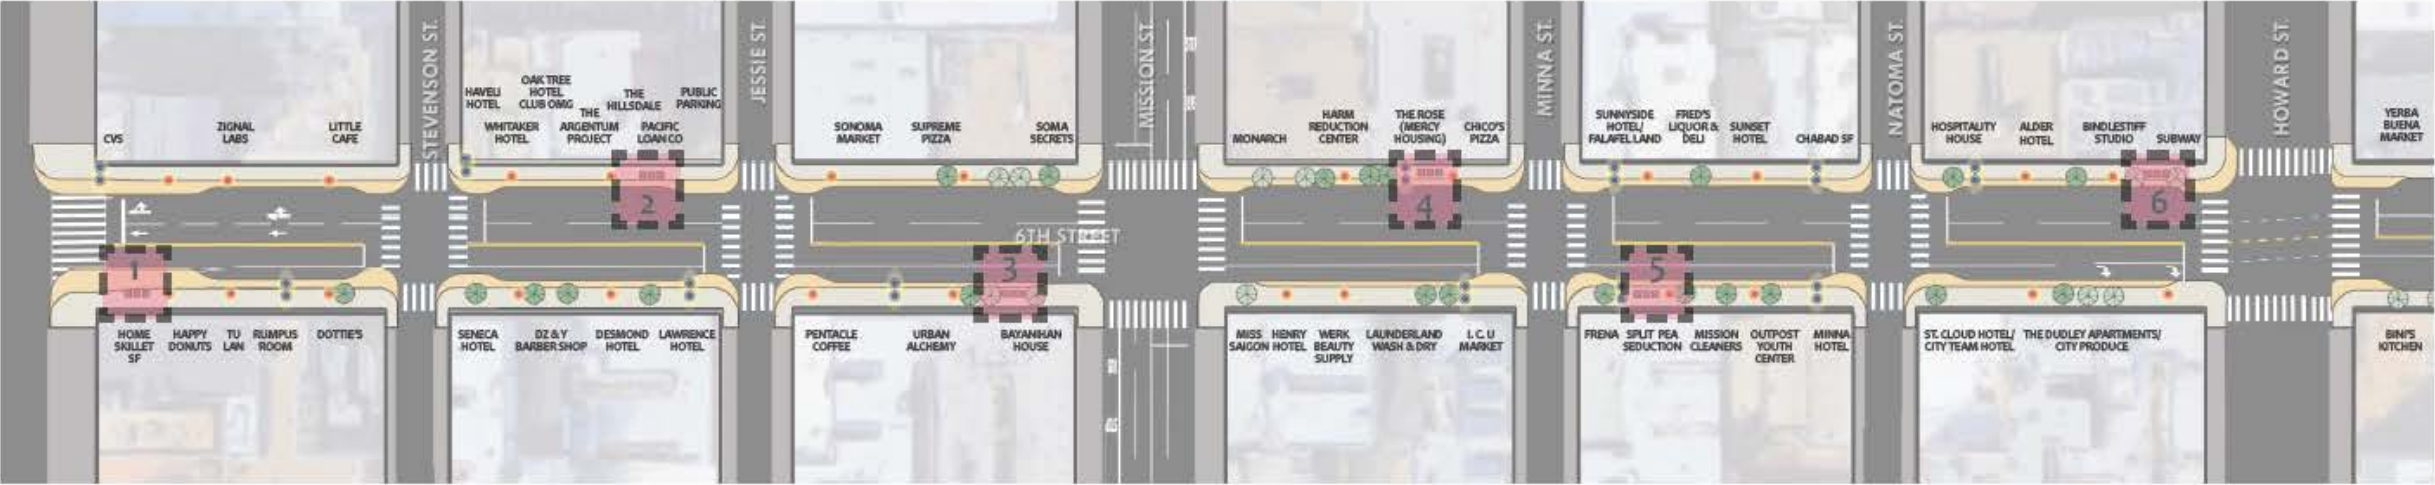 STEVENSON ST.
JESSIE ST.
MISSION ST.
MINNA ST.
NATOMA ST.
HOWARD ST.
CVS
ZIGNAL
LABS
LITTLE
CAFE
HAVELI
HOTEL
WHITAKER
HOTEL
OAK TREE
HOTEL
CLUB OMG
THE
ARGENTUM
PROJECT
THE
HILLSDALE
PACIFIC
LOAN CO
PUBLIC
PARKING
SONOMA
MARKET
SUPREME
PIZZA
SOMA
SECRETS
MONARCH
HARM
REDUCTION
CENTER
THE ROSE
(MERCY
HOUSING)
CHICO'S
PIZZA
SUNNYSIDE
HOTEL/
FALAFEL LAND
FRED'S
LIQUOR &
DELI
SUNSET
HOTEL
CHABAD SF
HOSPITALITY
HOUSE
ALDER
HOTEL
BINDLESTIFF
STUDIO
SUBWAY
YERBA
BUENA
MARKET
2
4
6
6TH STREET
1
3
5
HOME
SKILLET
SF
HAPPY
DONUTS
TU
LAN
RUMPUS
ROOM
DOTTIE'S
SENECA
HOTEL
DZ & Y
BARBER SHOP
DESMOND
HOTEL
LAWRENCE
HOTEL
PENTACLE
COFFEE
URBAN
ALCHEMY
BAYANIHAN
HOUSE
MISS
SAIGON
HENRY
HOTEL
WERK
BEAUTY
SUPPLY
LAUNDERLAND
WASH & DRY
I.C.U
MARKET
FRENA
SPLIT PEA
SEDUCTION
MISSION
CLEANERS
OUTPOST
YOUTH
CENTER
MINNA
HOTEL
ST. CLOUD HOTEL/
CITY TEAM HOTEL
THE DUDLEY APARTMENTS/
CITY PRODUCE
BINI'S
KITCHEN